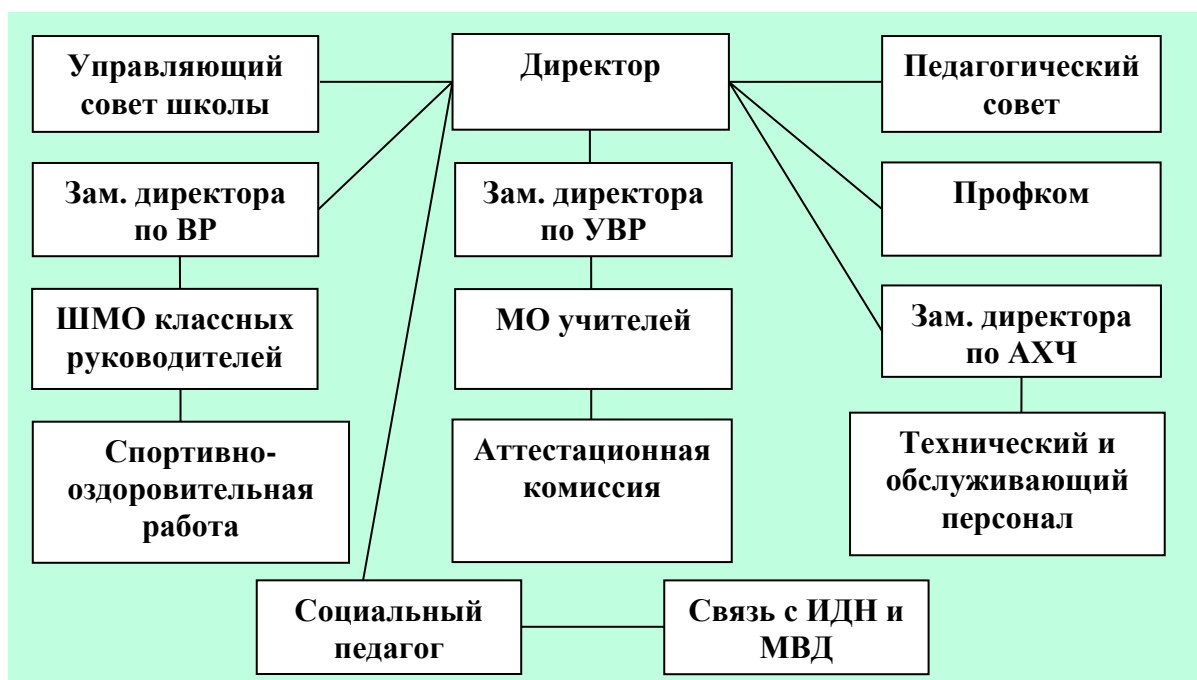 Управляющий
совет школы
Директор
Педагогический
совет
Зам. директора
по ВР
Зам. директора
по УВР
Профком
ШМО классных
руководителей
МО учителей
Зам. директора
по АХЧ
Спортивно-
оздоровительная
работа
Аттестационная
комиссия
Технический и
обслуживающий
персонал
Социальный
педагог
Связь с ИДН и
МВД